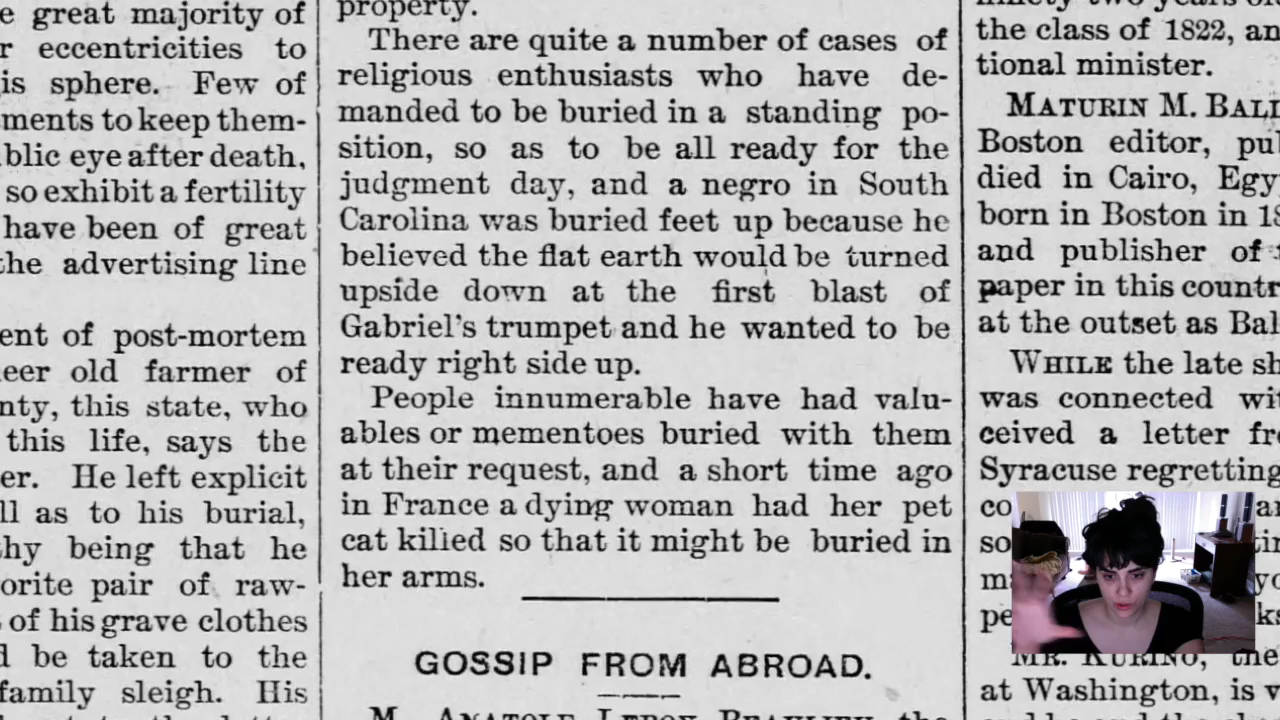 e great majority of
r eccentricities to
is sphere. Few of
ments to keep them-
blic eye after death,
so exhibit a fertility
have been of great
the advertising line
ent of post-mortem
eer old farmer of
nty, this state, who
this life, says the
er. He left explicit
ll as to his burial,
thy being that he
orite pair of raw-
of his grave clothes
d be taken to the
family sleigh. His
property.
There are quite a number of cases of
religious enthusiasts who have de-
manded to be buried in a standing po-
sition, so as to be all ready for the
judgment day, and a negro in South
Carolina was buried feet up because he
believed the flat earth would be turned
upside down at the first blast of
Gabriel's trumpet and he wanted to be
ready right side up.
People innumerable have had valu-
ables or mementoes buried with them
at their request, and a short time ago
in France a dying woman had her pet
cat killed so that it might be buried in
her arms.
GOSSIP FROM ABROAD.
M. ANATOLE LEROY BEAULIEU, the
ninety-two years old
the class of 1822, an
tional minister.
MATURIN M. BALL
Boston editor, pu
died in Cairo, Egy
born in Boston in 18
and publisher of
paper in this countr
at the outset as Bal
WHILE the late sh
was connected wit
ceived a letter fr
Syracuse regretting
co
so
m
pe
MR. KURINO, the
at Washington, is v